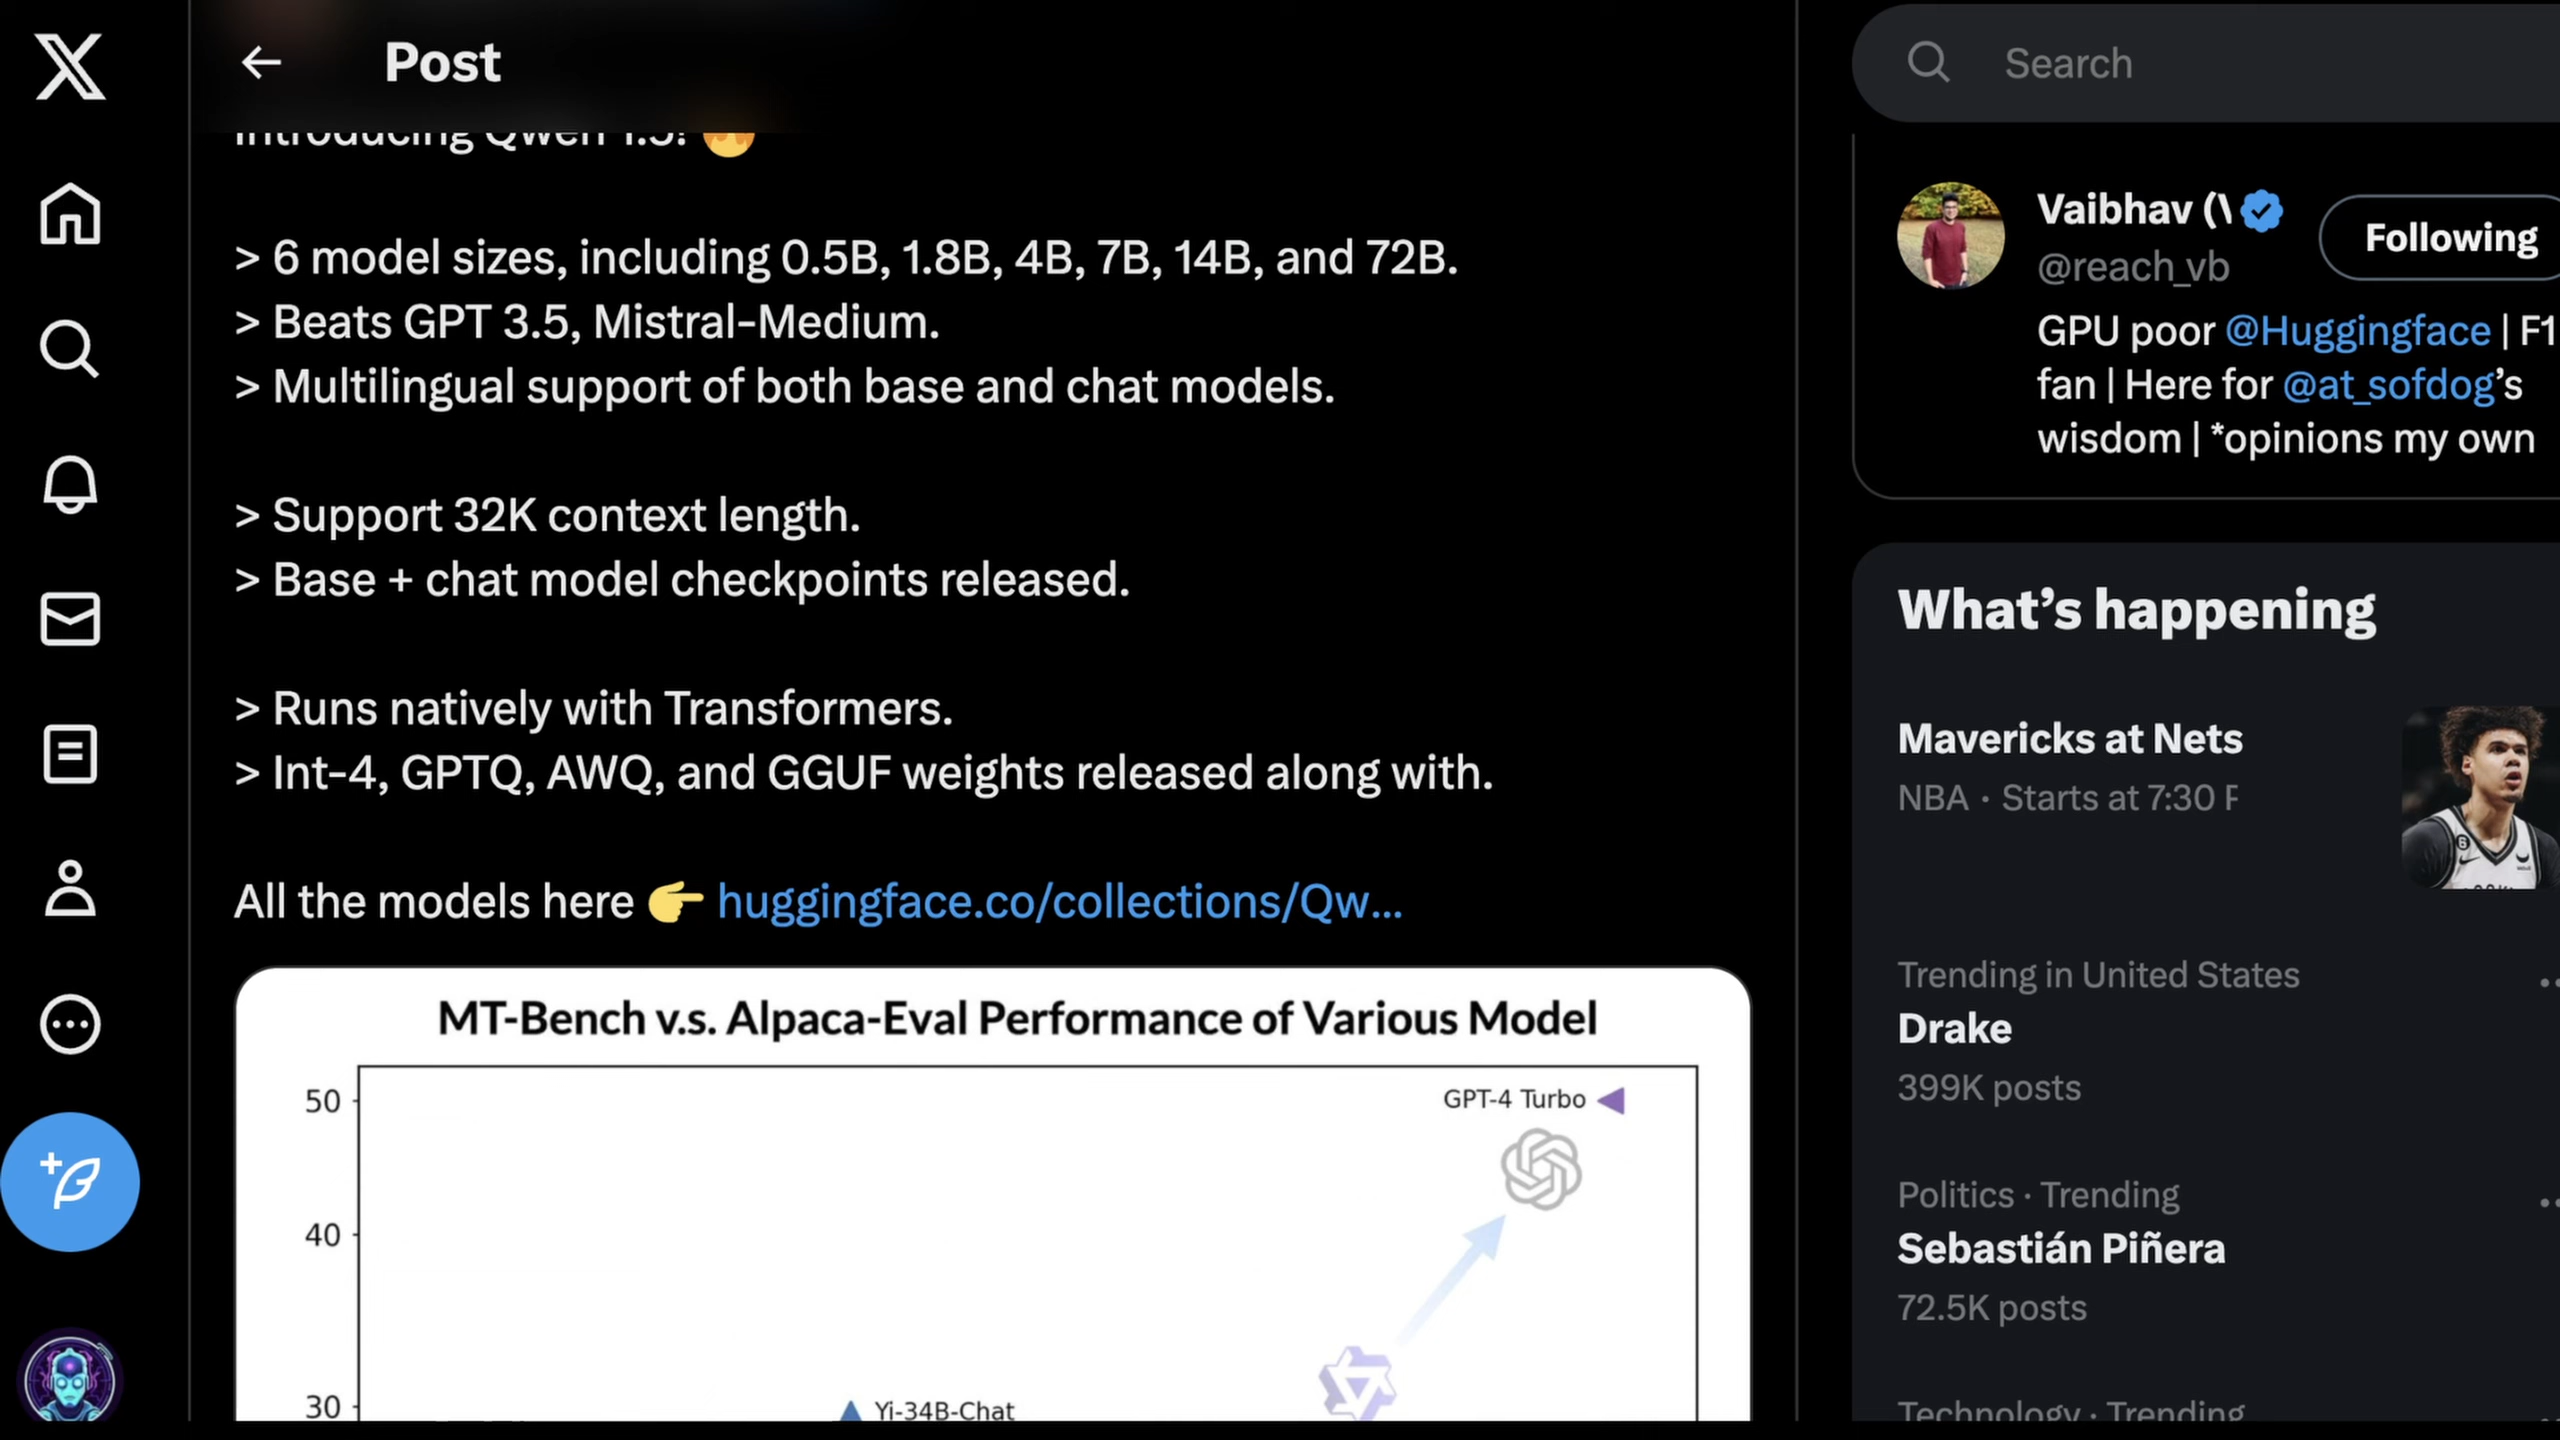 Post
Introducing Qwen 1.5! 🔥
> 6 model sizes, including 0.5B, 1.8B, 4B, 7B, 14B, and 72B.
> Beats GPT 3.5, Mistral-Medium.
> Multilingual support of both base and chat models.
> Support 32K context length.
> Base + chat model checkpoints released.
> Runs natively with Transformers.
> Int-4, GPTQ, AWQ, and GGUF weights released along with.
All the models here 👉 huggingface.co/collections/Qw…
MT-Bench v.s. Alpaca-Eval Performance of Various Model
50
GPT-4 Turbo
40
30
Yi-34B-Chat
Search
Vaibhav (\
Following
@reach_vb
GPU poor @Huggingface | F1
fan | Here for @at_sofdog’s
wisdom | *opinions my own
What’s happening
Mavericks at Nets
NBA · Starts at 7:30 P
Trending in United States
Drake
399K posts
Politics · Trending
Sebastián Piñera
72.5K posts
Technology · Trending